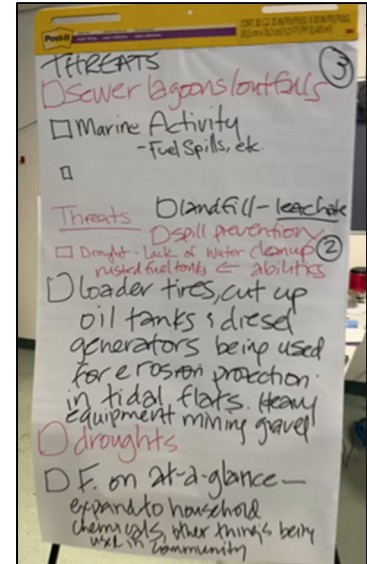 Post-it
THREATS
3
□ sewer lagoons/outfalls
□ Marine Activity
- Fuel Spills, etc.
□
Threats □ landfill - leachate
□ spill prevention
□ Drought - Lack of water cleanup 2
rusted fuel tanks ← abilities
□ loader tires, cut up
oil tanks & diesel
generators being used
for erosion protection.
in tidal flats. Heavy
equipment mining gravel
□ droughts
□ F. on at-a-glance —
expand to household
chemicals, other things being
used in community